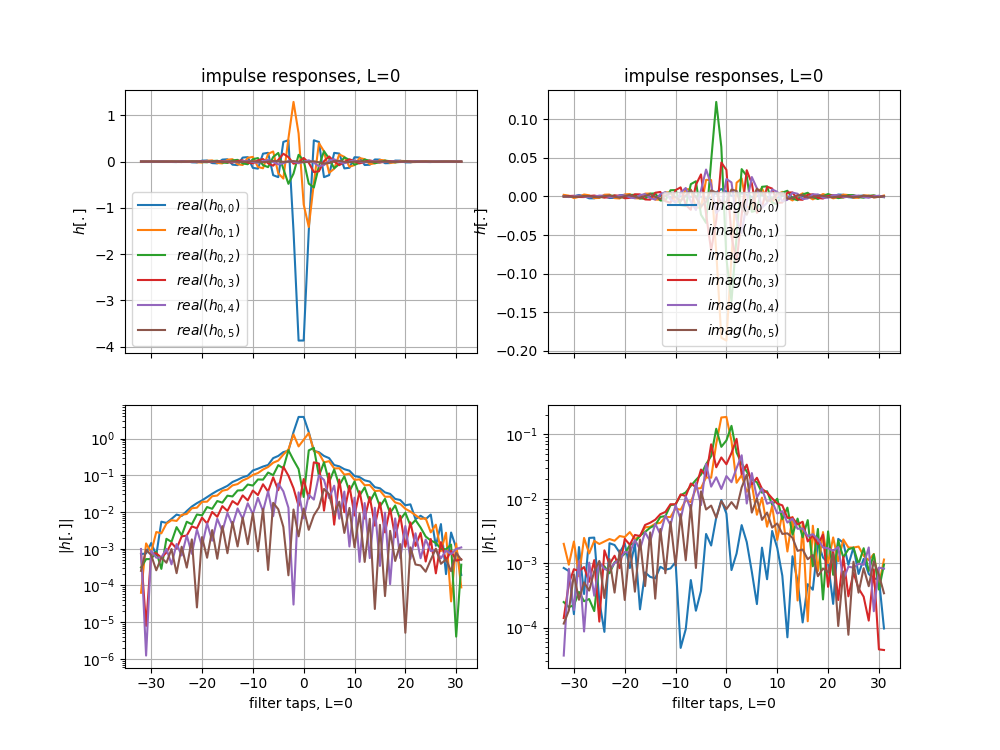 impulse responses, L=0
impulse responses, L=0
h[.]
1
0
−1
−2
−3
−4
real(h0,0)
real(h0,1)
real(h0,2)
real(h0,3)
real(h0,4)
real(h0,5)
h[.]
0.10
0.05
0.00
−0.05
−0.10
−0.15
−0.20
imag(h0,0)
imag(h0,1)
imag(h0,2)
imag(h0,3)
imag(h0,4)
imag(h0,5)
|h[.]|
10^0
10^−1
10^−2
10^−3
10^−4
10^−5
10^−6
−30 −20 −10 0 10 20 30
filter taps, L=0
|h[.]|
10^−1
10^−2
10^−3
10^−4
−30 −20 −10 0 10 20 30
filter taps, L=0